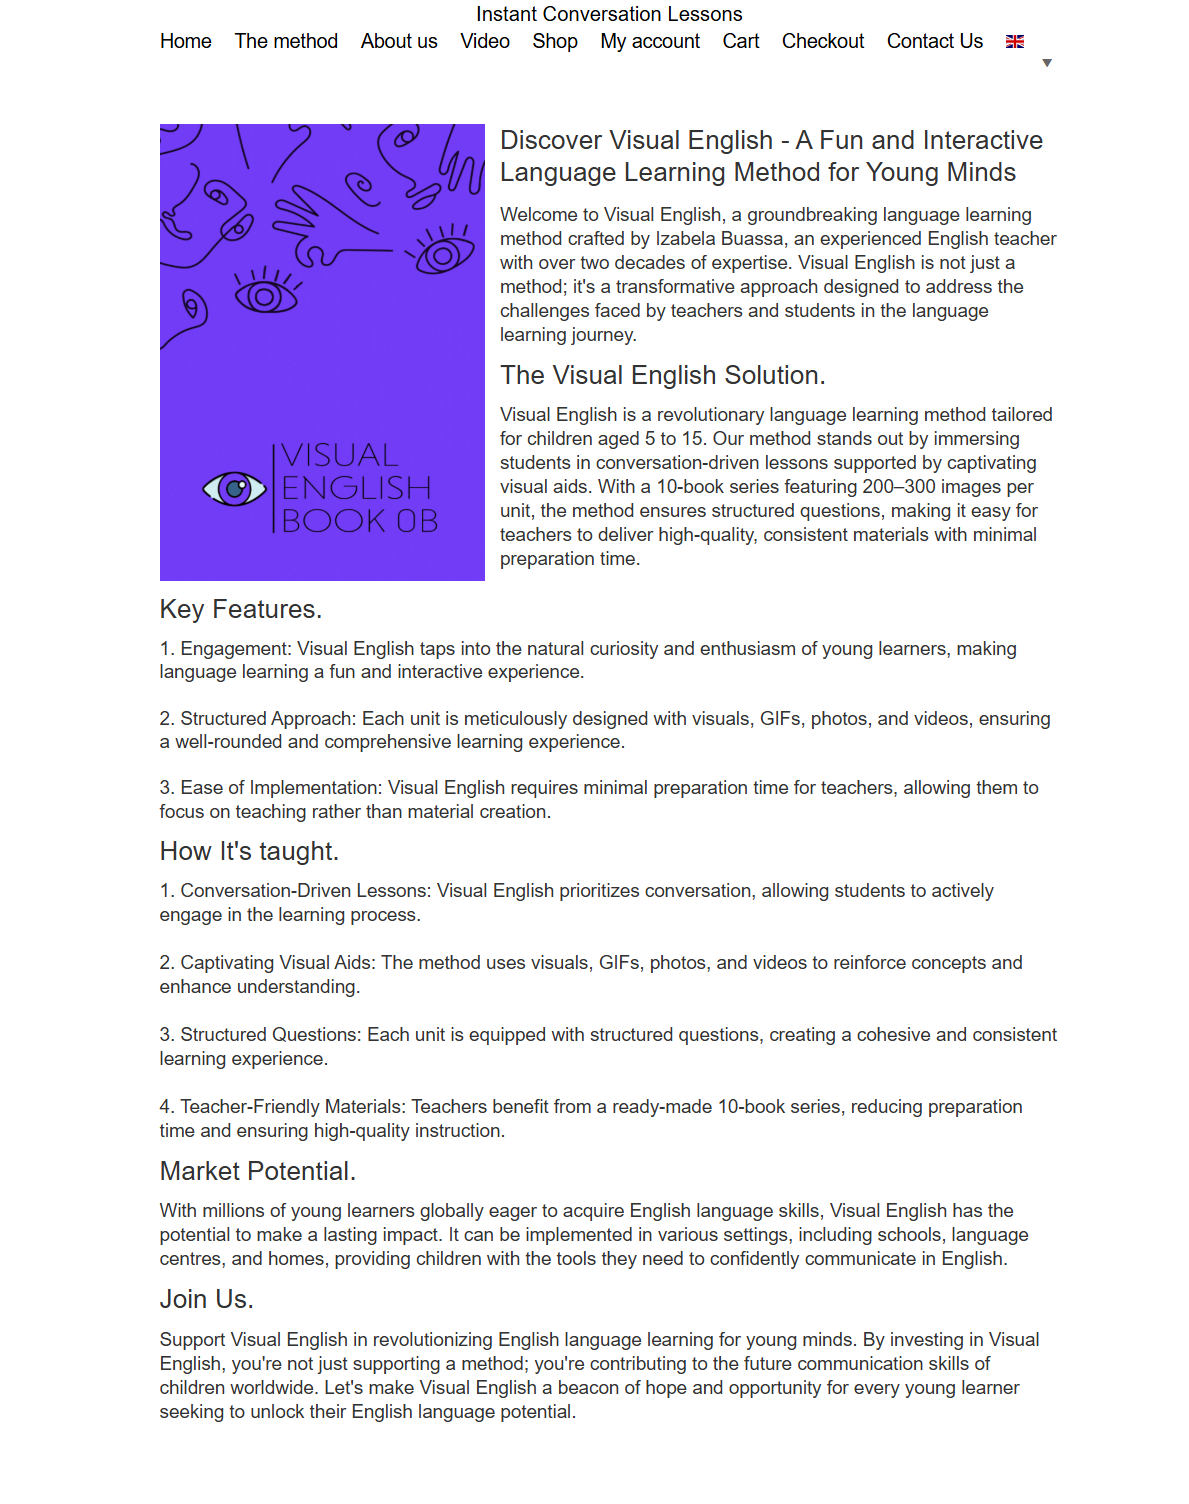 Instant Conversation Lessons
Home The method About us Video Shop My account Cart Checkout Contact Us
VISUAL
ENGLISH
BOOK 0B
Discover Visual English - A Fun and Interactive
Language Learning Method for Young Minds
Welcome to Visual English, a groundbreaking language learning
method crafted by Izabela Buassa, an experienced English teacher
with over two decades of expertise. Visual English is not just a
method; it's a transformative approach designed to address the
challenges faced by teachers and students in the language
learning journey.
The Visual English Solution.
Visual English is a revolutionary language learning method tailored
for children aged 5 to 15. Our method stands out by immersing
students in conversation-driven lessons supported by captivating
visual aids. With a 10-book series featuring 200–300 images per
unit, the method ensures structured questions, making it easy for
teachers to deliver high-quality, consistent materials with minimal
preparation time.
Key Features.
1. Engagement: Visual English taps into the natural curiosity and enthusiasm of young learners, making
language learning a fun and interactive experience.
2. Structured Approach: Each unit is meticulously designed with visuals, GIFs, photos, and videos, ensuring
a well-rounded and comprehensive learning experience.
3. Ease of Implementation: Visual English requires minimal preparation time for teachers, allowing them to
focus on teaching rather than material creation.
How It's taught.
1. Conversation-Driven Lessons: Visual English prioritizes conversation, allowing students to actively
engage in the learning process.
2. Captivating Visual Aids: The method uses visuals, GIFs, photos, and videos to reinforce concepts and
enhance understanding.
3. Structured Questions: Each unit is equipped with structured questions, creating a cohesive and consistent
learning experience.
4. Teacher-Friendly Materials: Teachers benefit from a ready-made 10-book series, reducing preparation
time and ensuring high-quality instruction.
Market Potential.
With millions of young learners globally eager to acquire English language skills, Visual English has the
potential to make a lasting impact. It can be implemented in various settings, including schools, language
centres, and homes, providing children with the tools they need to confidently communicate in English.
Join Us.
Support Visual English in revolutionizing English language learning for young minds. By investing in Visual
English, you're not just supporting a method; you're contributing to the future communication skills of
children worldwide. Let's make Visual English a beacon of hope and opportunity for every young learner
seeking to unlock their English language potential.